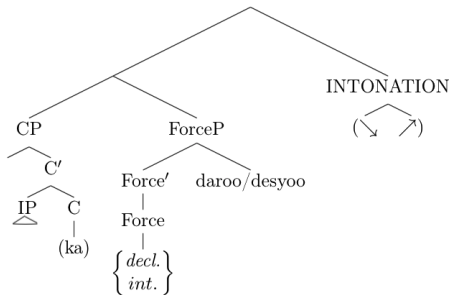 INTONATION
(↘ ↗)
CP ForceP
C′
Force′ daroo/desyoo
IP C
Force
(ka)
{decl. int.}